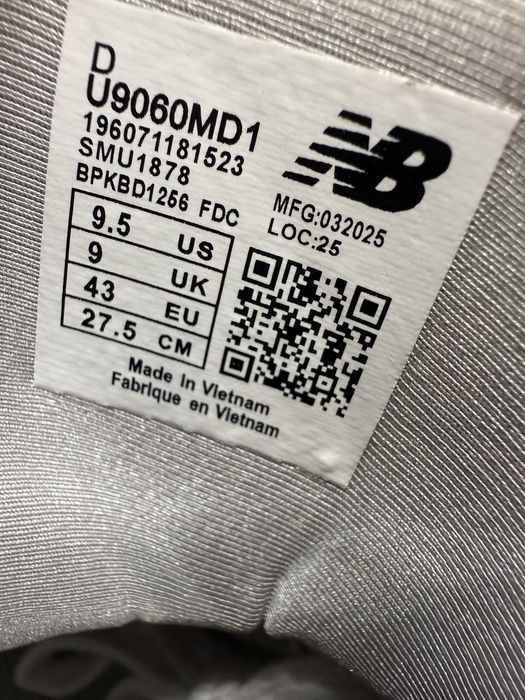 D
U9060MD1
196071181523
SMU1878
BPKBD1256 FDC
NB
MFG:032025
LOC:25
9.5 US
9 UK
43 EU
27.5 CM
Made In Vietnam
Fabrique en Vietnam